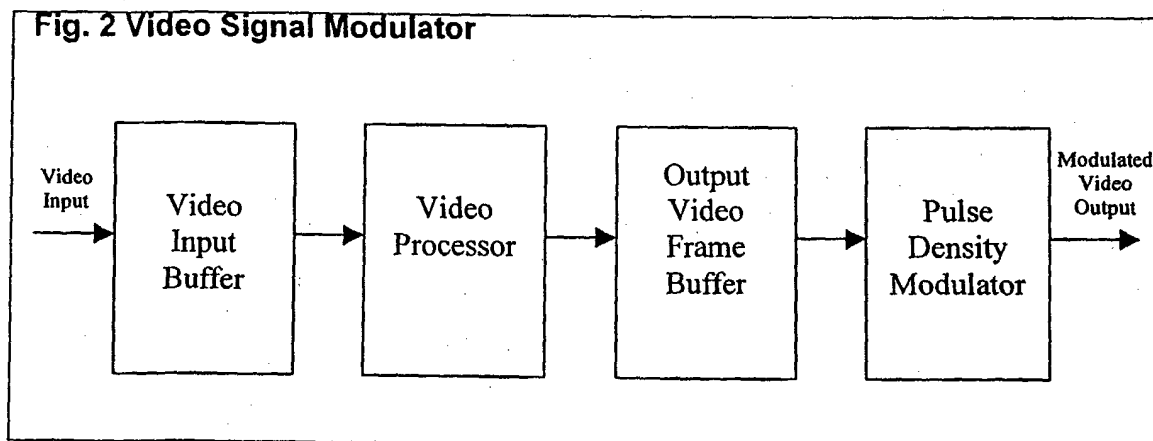 Fig. 2 Video Signal Modulator
Video
Input
Video
Input
Buffer
Video
Processor
Output
Video
Frame
Buffer
Pulse
Density
Modulator
Modulated
Video
Output